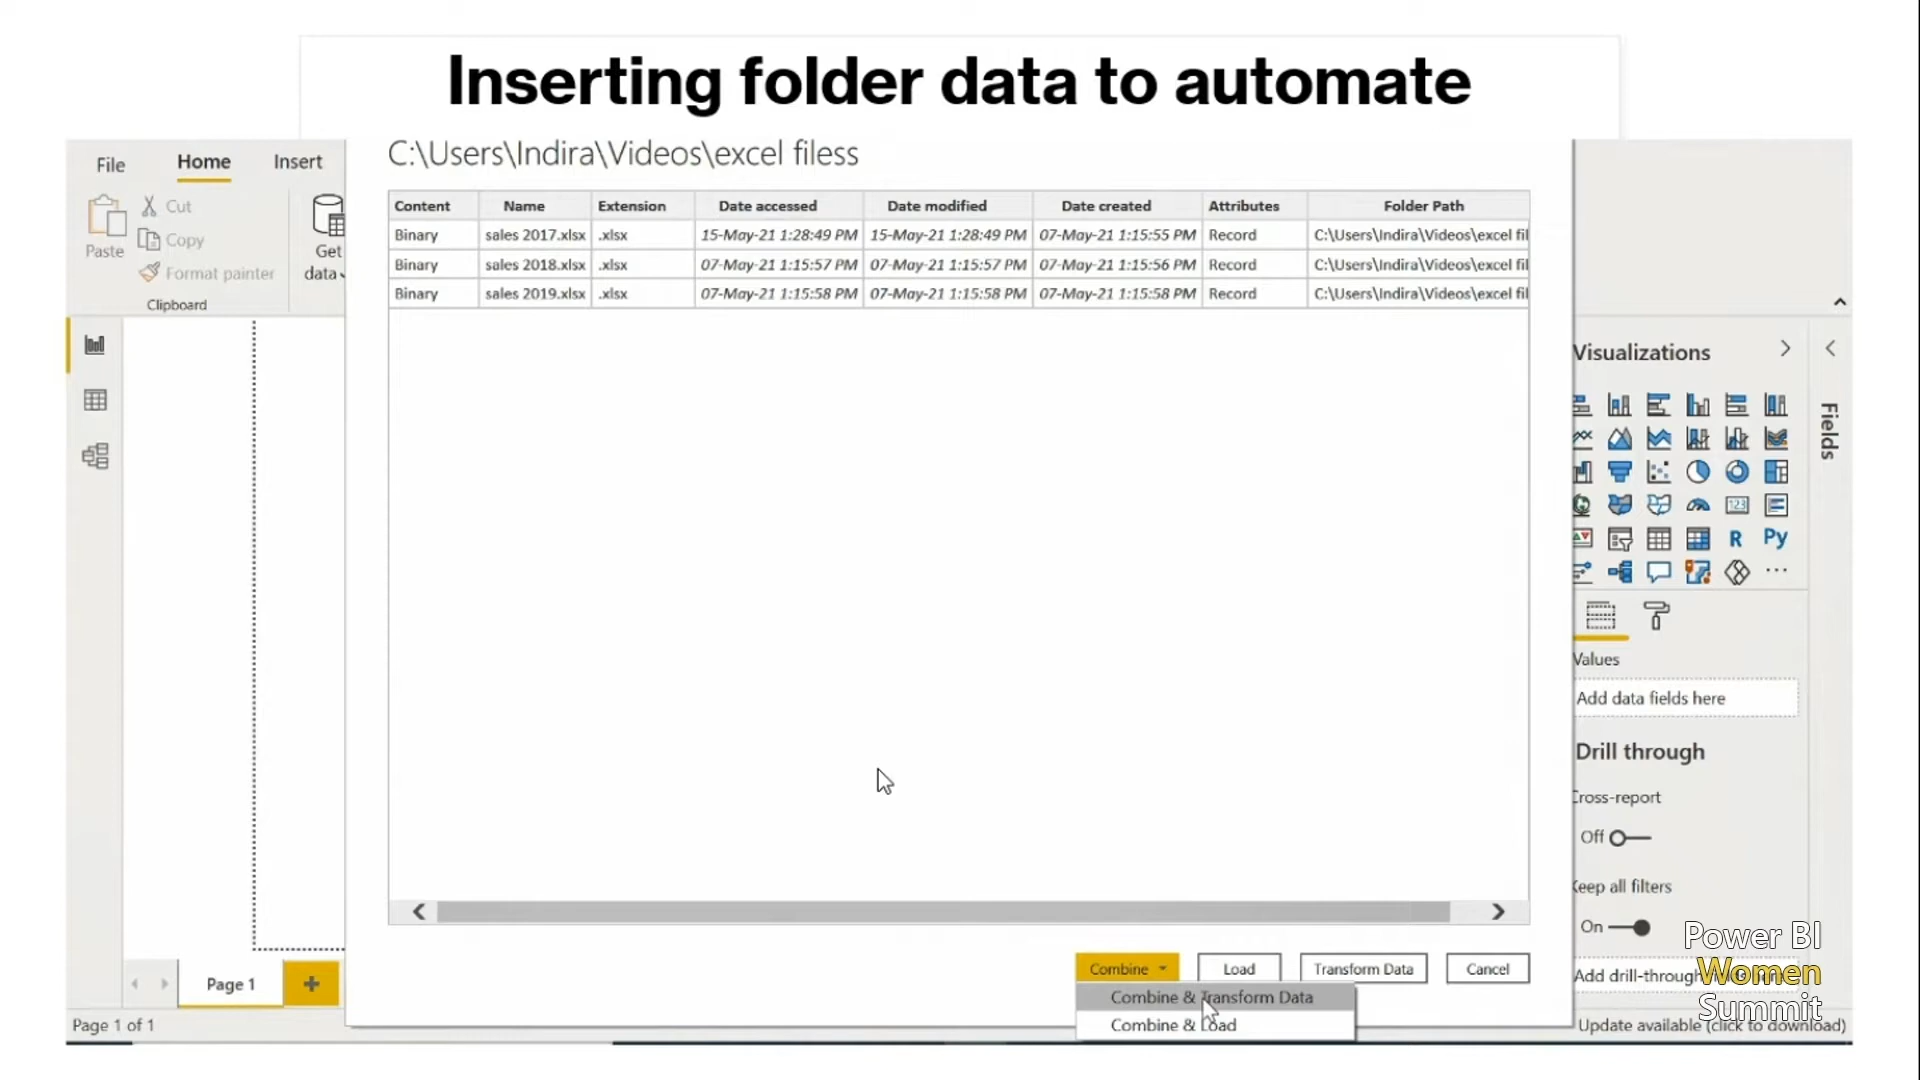 Inserting folder data to automate
File Home Insert
C:\Users\Indira\Videos\excel filess
Paste
Cut
Copy
Format painter
Clipboard
Get
data
Content Name Extension Date accessed Date modified Date created Attributes Folder Path
Binary sales 2017.xlsx .xlsx 15-May-21 1:28:49 PM 15-May-21 1:28:49 PM 07-May-21 1:15:55 PM Record C:\Users\Indira\Videos\excel fil
Binary sales 2018.xlsx .xlsx 07-May-21 1:15:57 PM 07-May-21 1:15:57 PM 07-May-21 1:15:56 PM Record C:\Users\Indira\Videos\excel fil
Binary sales 2019.xlsx .xlsx 07-May-21 1:15:58 PM 07-May-21 1:15:58 PM 07-May-21 1:15:58 PM Record C:\Users\Indira\Videos\excel fil
Visualizations
Fields
123
R Py
Values
Add data fields here
Drill through
Cross-report
Off
Keep all filters
On
Add drill-through
Combine Load Transform Data Cancel
Combine & Transform Data
Combine & Load
Page 1
Page 1 of 1
Update available (click to download)
Power BI
Women
Summit